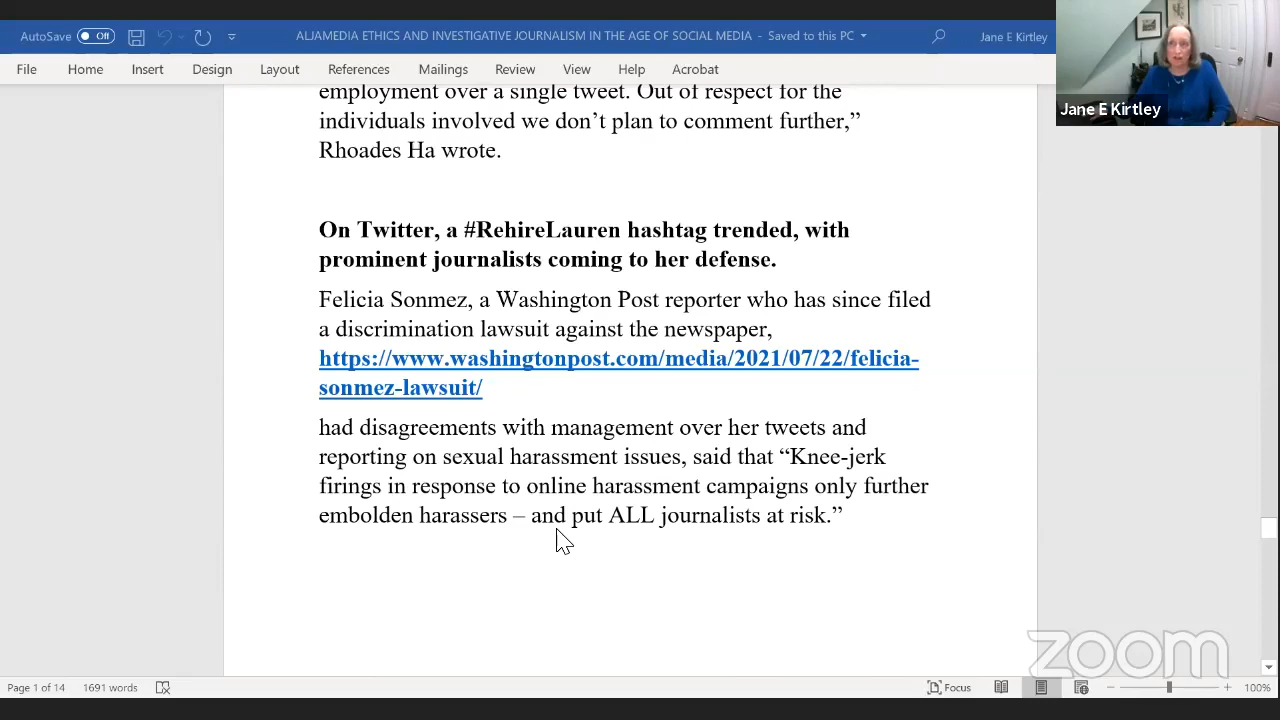 AutoSave Off
ALJAMEDIA ETHICS AND INVESTIGATIVE JOURNALISM IN THE AGE OF SOCIAL MEDIA - Saved to this PC
Jane E Kirtley
File Home Insert Design Layout References Mailings Review View Help Acrobat
Jane E Kirtley
employment over a single tweet. Out of respect for the
individuals involved we don’t plan to comment further,”
Rhoades Ha wrote.
On Twitter, a #RehireLauren hashtag trended, with
prominent journalists coming to her defense.
Felicia Sonmez, a Washington Post reporter who has since filed
a discrimination lawsuit against the newspaper,
https://www.washingtonpost.com/media/2021/07/22/felicia-
sonmez-lawsuit/
had disagreements with management over her tweets and
reporting on sexual harassment issues, said that “Knee-jerk
firings in response to online harassment campaigns only further
embolden harassers – and put ALL journalists at risk.”
zoom
Page 1 of 14 1691 words
Focus
100%